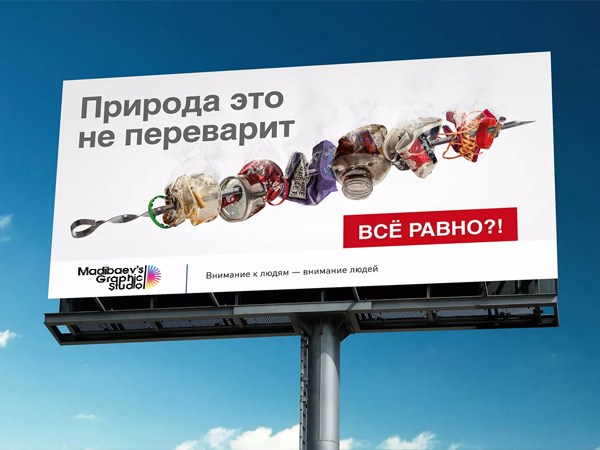 Природа это
не переварит
ВСЁ РАВНО?!
Madibaev's
Graphic
Studio
Внимание к людям — внимание людей